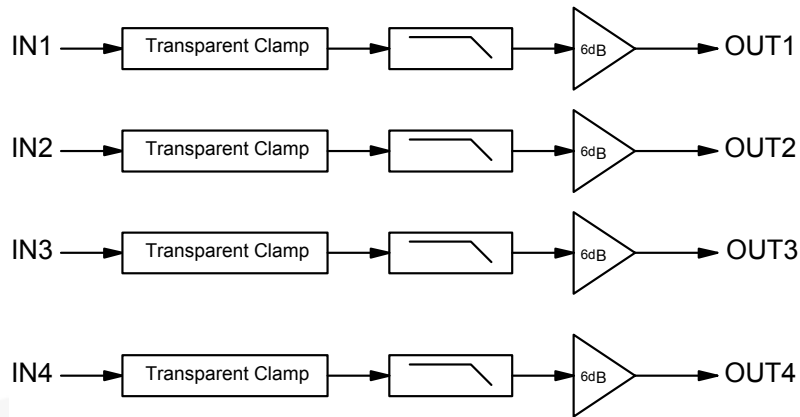 IN1 Transparent Clamp 6dB OUT1
IN2 Transparent Clamp 6dB OUT2
IN3 Transparent Clamp 6dB OUT3
IN4 Transparent Clamp 6dB OUT4